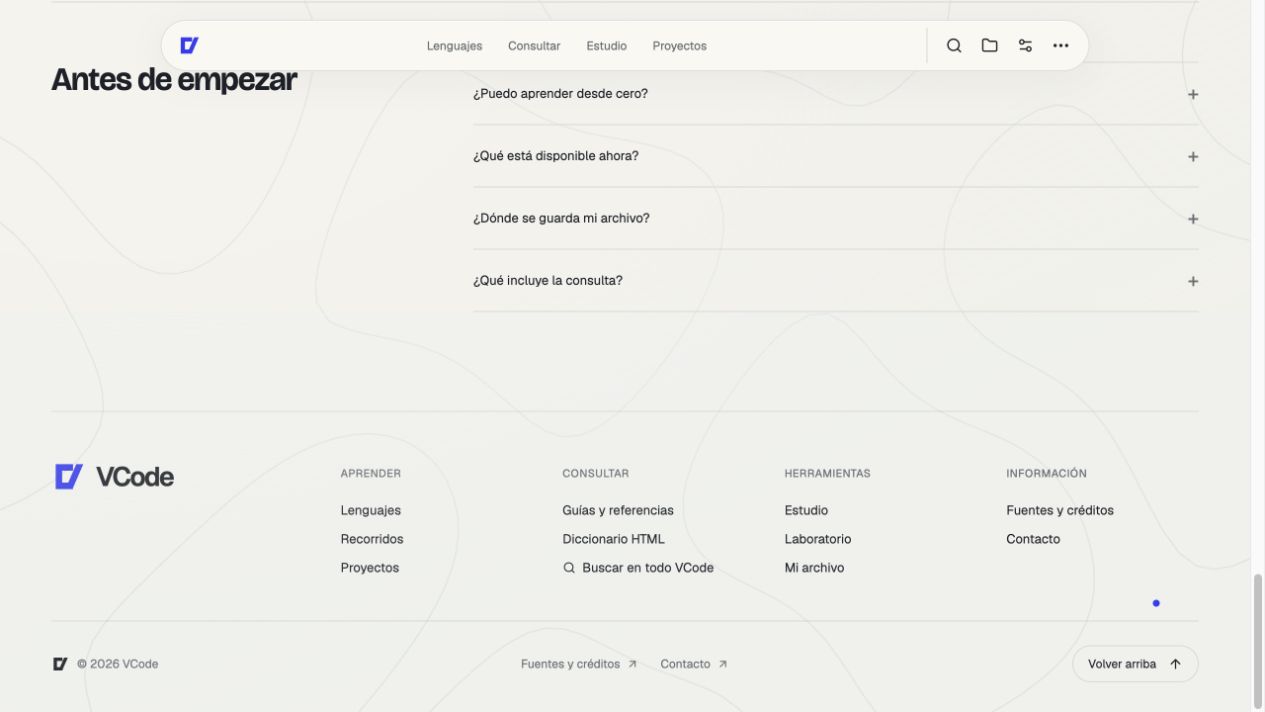 Lenguajes Consultar Estudio Proyectos
Antes de empezar
¿Puedo aprender desde cero?
¿Qué está disponible ahora?
¿Dónde se guarda mi archivo?
¿Qué incluye la consulta?
VCode
APRENDER
Lenguajes
Recorridos
Proyectos
CONSULTAR
Guías y referencias
Diccionario HTML
Buscar en todo VCode
HERRAMIENTAS
Estudio
Laboratorio
Mi archivo
INFORMACIÓN
Fuentes y créditos
Contacto
© 2026 VCode
Fuentes y créditos Contacto
Volver arriba